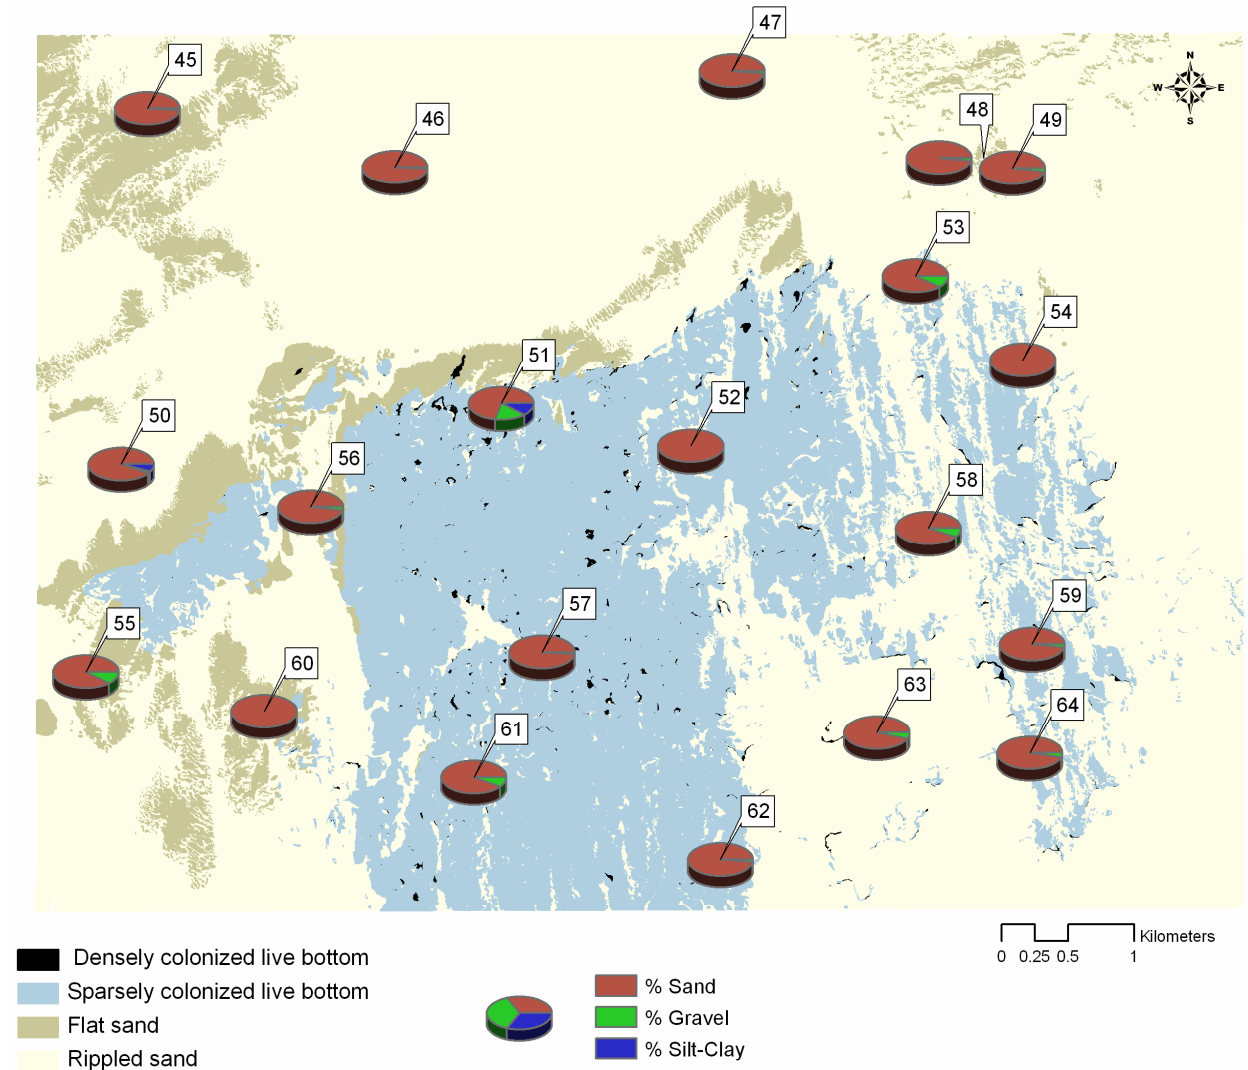 47
45
N
W E
S
46
48
49
53
54
51
52
50
56
58
57
59
55
60
63
64
61
62
Kilometers
0 0.25 0.5 1
Densely colonized live bottom
Sparsely colonized live bottom
Flat sand
Rippled sand
% Sand
% Gravel
% Silt-Clay